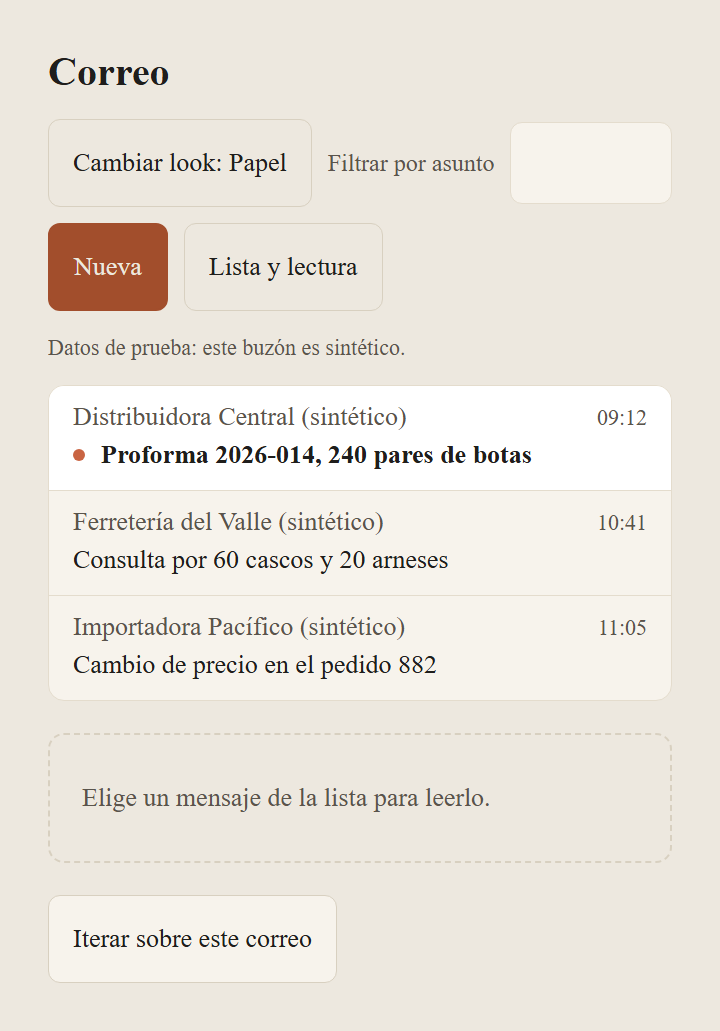 Correo
Cambiar look: Papel
Filtrar por asunto
Nueva
Lista y lectura
Datos de prueba: este buzón es sintético.
Distribuidora Central (sintético) 09:12
Proforma 2026-014, 240 pares de botas
Ferretería del Valle (sintético) 10:41
Consulta por 60 cascos y 20 arneses
Importadora Pacífico (sintético) 11:05
Cambio de precio en el pedido 882
Elige un mensaje de la lista para leerlo.
Iterar sobre este correo